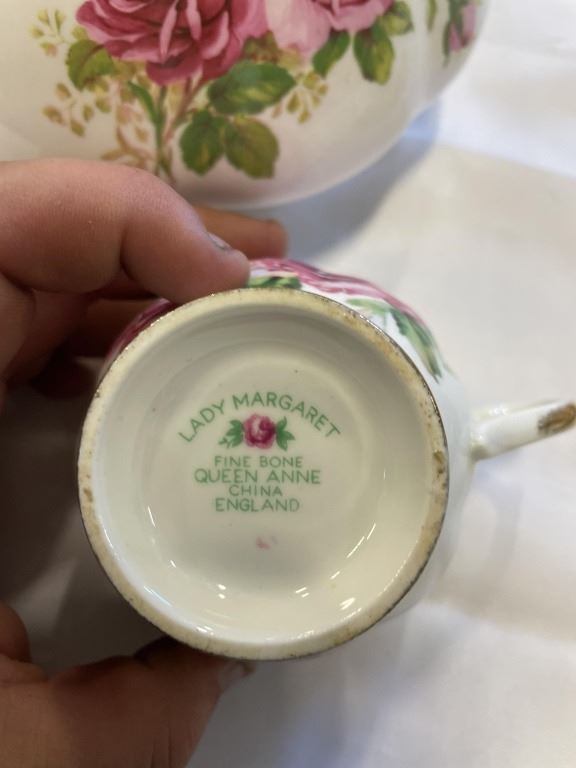 LADY MARGARET
FINE BONE
QUEEN ANNE
CHINA
ENGLAND